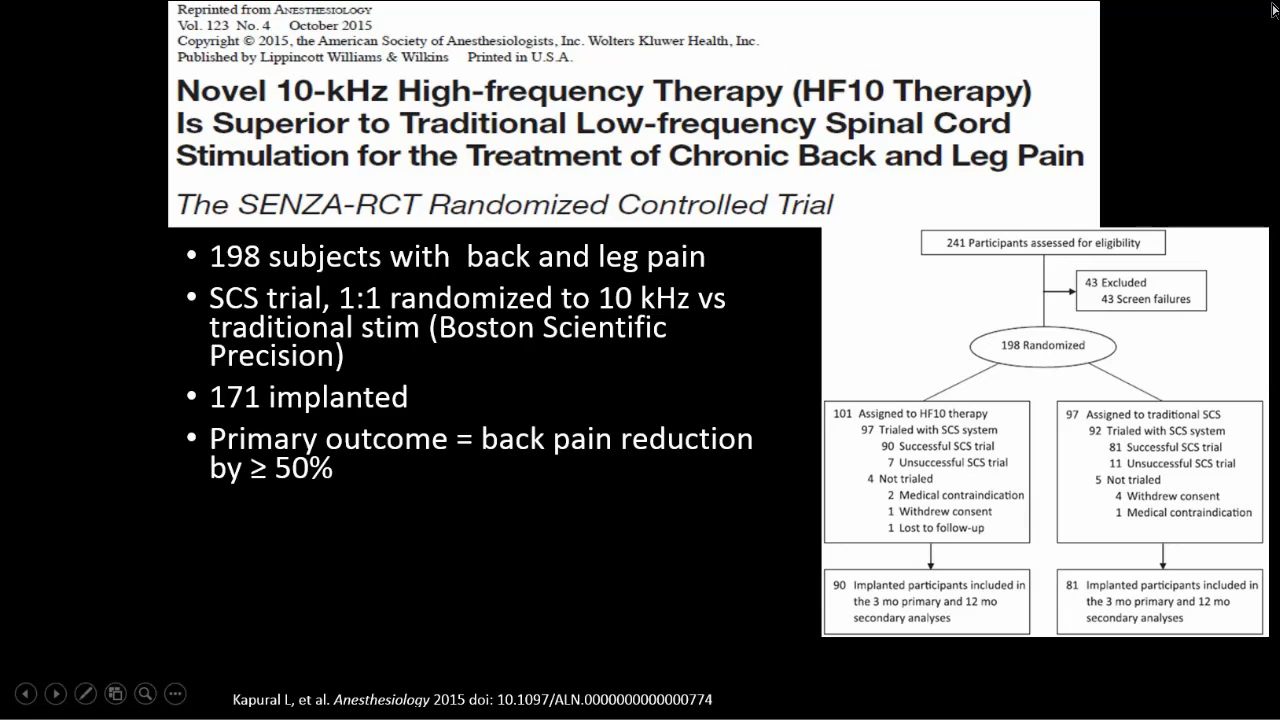 Reprinted from ANESTHESIOLOGY
Vol. 123 No. 4 October 2015
Copyright © 2015, the American Society of Anesthesiologists, Inc. Wolters Kluwer Health, Inc.
Published by Lippincott Williams & Wilkins Printed in U.S.A.
Novel 10-kHz High-frequency Therapy (HF10 Therapy)
Is Superior to Traditional Low-frequency Spinal Cord
Stimulation for the Treatment of Chronic Back and Leg Pain
The SENZA-RCT Randomized Controlled Trial
• 198 subjects with back and leg pain
• SCS trial, 1:1 randomized to 10 kHz vs
traditional stim (Boston Scientific
Precision)
• 171 implanted
• Primary outcome = back pain reduction
by ≥ 50%
241 Participants assessed for eligibility
43 Excluded
43 Screen failures
198 Randomized
101 Assigned to HF10 therapy
97 Trialed with SCS system
90 Successful SCS trial
7 Unsuccessful SCS trial
4 Not trialed
2 Medical contraindication
1 Withdrew consent
1 Lost to follow-up
97 Assigned to traditional SCS
92 Trialed with SCS system
81 Successful SCS trial
11 Unsuccessful SCS trial
5 Not trialed
4 Withdrew consent
1 Medical contraindication
90 Implanted participants included in
the 3 mo primary and 12 mo
secondary analyses
81 Implanted participants included in
the 3 mo primary and 12 mo
secondary analyses
Kapural L, et al. Anesthesiology 2015 doi: 10.1097/ALN.0000000000000774